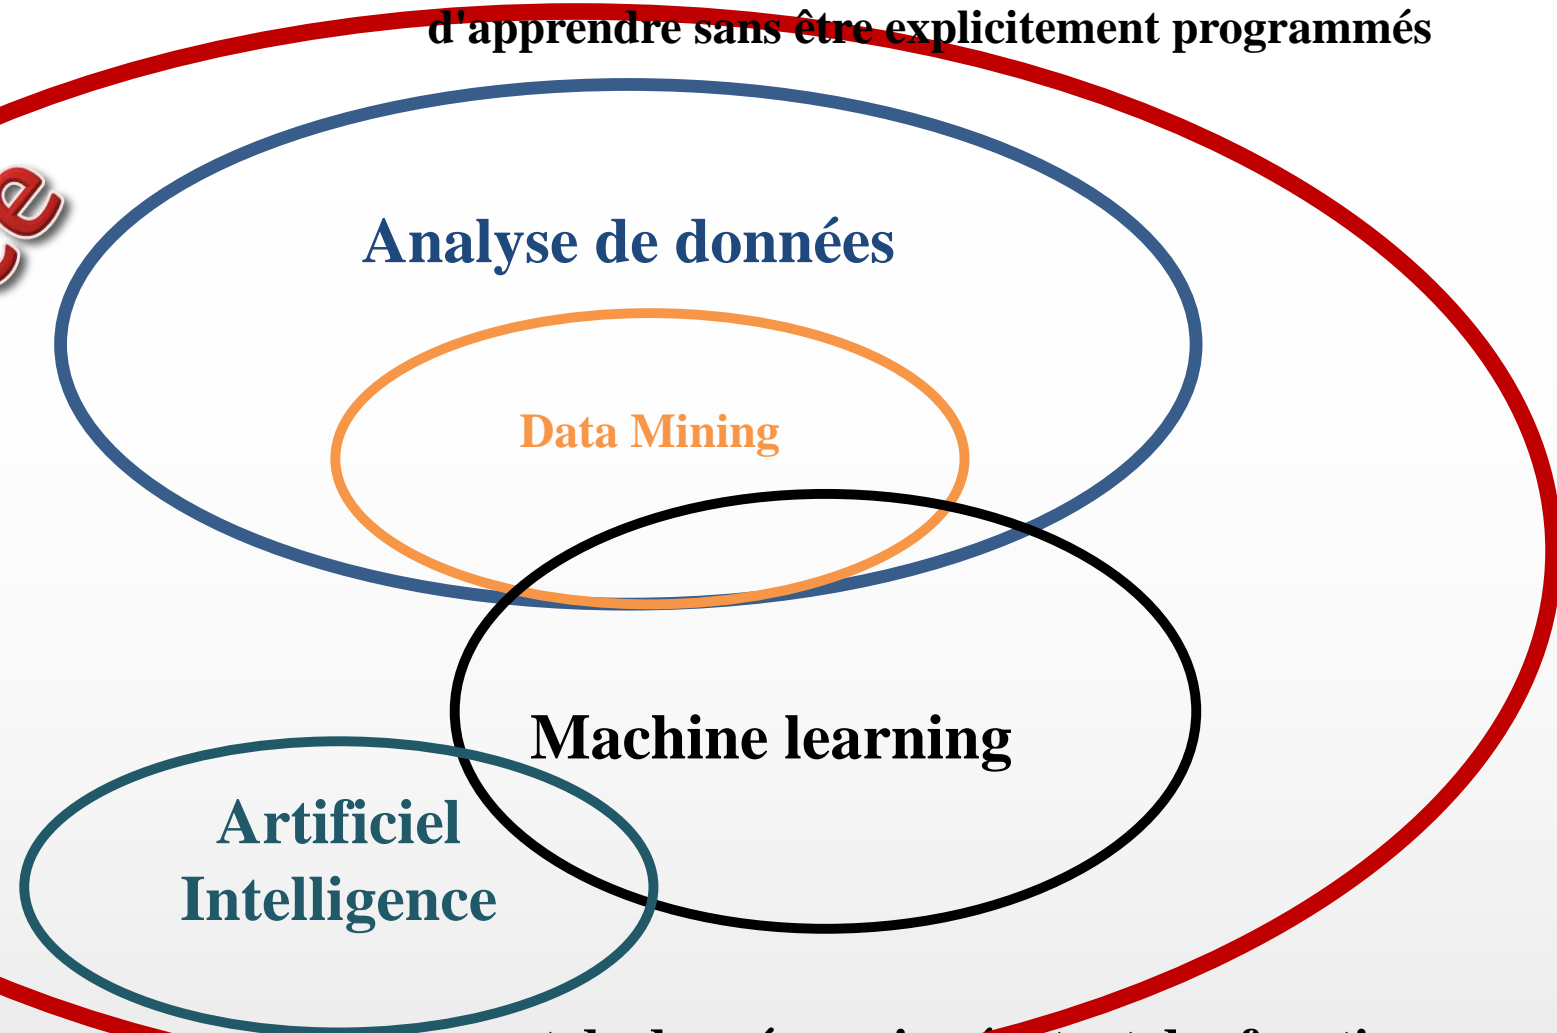 d'apprendre sans être explicitement programmés
Analyse de données
Data Mining
Machine learning
Artificiel
Intelligence